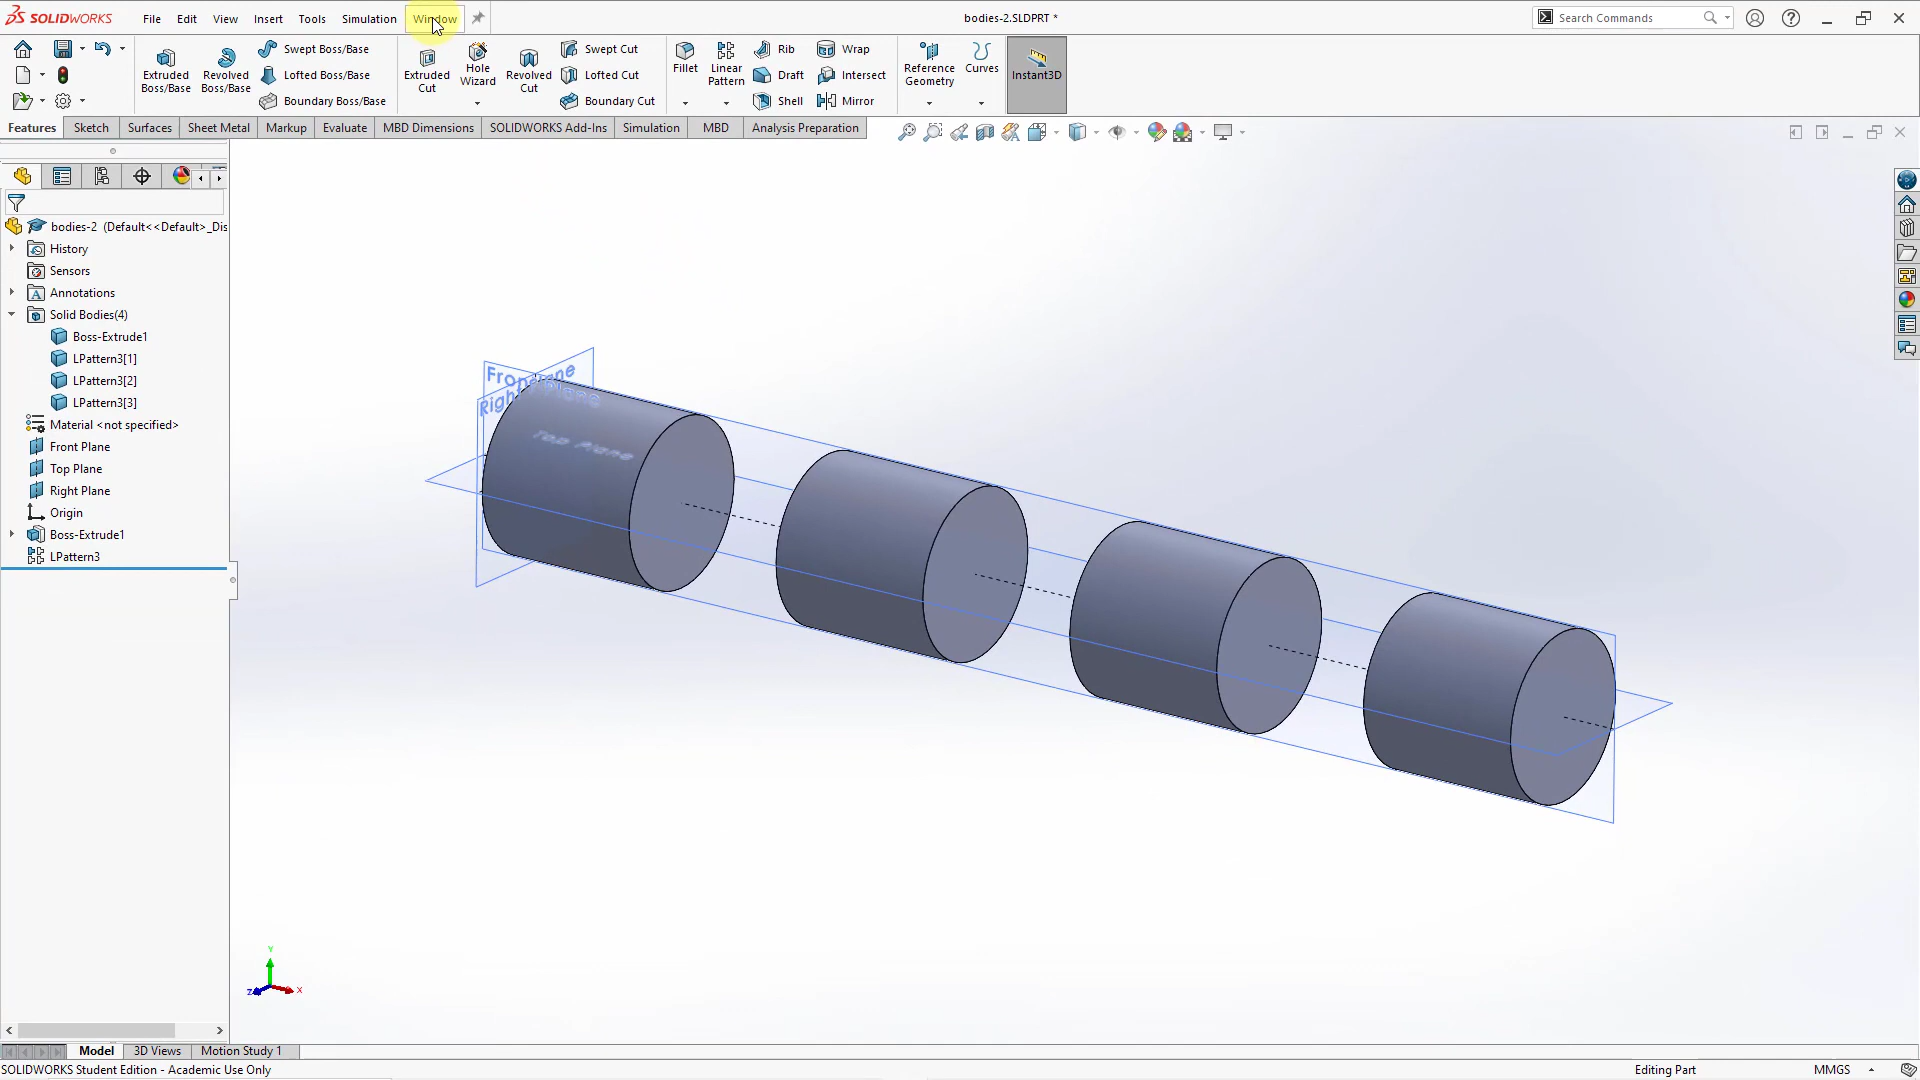 SOLIDWORKS File Edit View Insert Tools Simulation Window bodies-2.SLDPRT * Search Commands
Extruded Boss/Base
Revolved Boss/Base
Swept Boss/Base
Lofted Boss/Base
Boundary Boss/Base
Extruded Cut
Hole Wizard
Revolved Cut
Swept Cut
Lofted Cut
Boundary Cut
Fillet
Linear Pattern
Rib
Draft
Shell
Wrap
Intersect
Mirror
Reference Geometry
Curves
Instant3D
Features Sketch Surfaces Sheet Metal Markup Evaluate MBD Dimensions SOLIDWORKS Add-Ins Simulation MBD Analysis Preparation
bodies-2 (Default<<Default>_Dis
History
Sensors
Annotations
Solid Bodies(4)
Boss-Extrude1
LPattern3[1]
LPattern3[2]
LPattern3[3]
Material <not specified>
Front Plane
Top Plane
Right Plane
Origin
Boss-Extrude1
LPattern3
Top Plane
Y
Z
X
Model 3D Views Motion Study 1
SOLIDWORKS Student Edition - Academic Use Only Editing Part MMGS